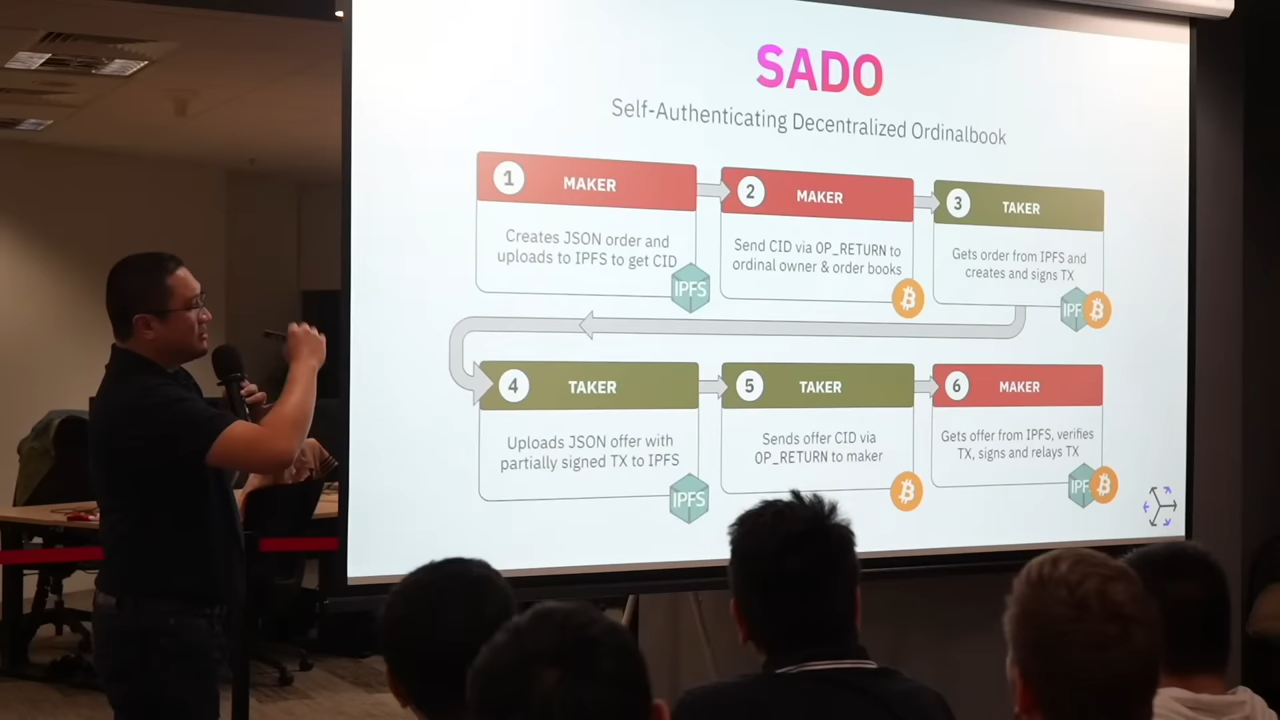 SADO
Self-Authenticating Decentralized Ordinalbook
1 MAKER
Creates JSON order and
uploads to IPFS to get CID
IPFS
2 MAKER
Send CID via OP_RETURN to
ordinal owner & order books
3 TAKER
Gets order from IPFS and
creates and signs TX
IPF
4 TAKER
Uploads JSON offer with
partially signed TX to IPFS
IPFS
5 TAKER
Sends offer CID via
OP_RETURN to maker
6 MAKER
Gets offer from IPFS, verifies
TX, signs and relays TX
IPF